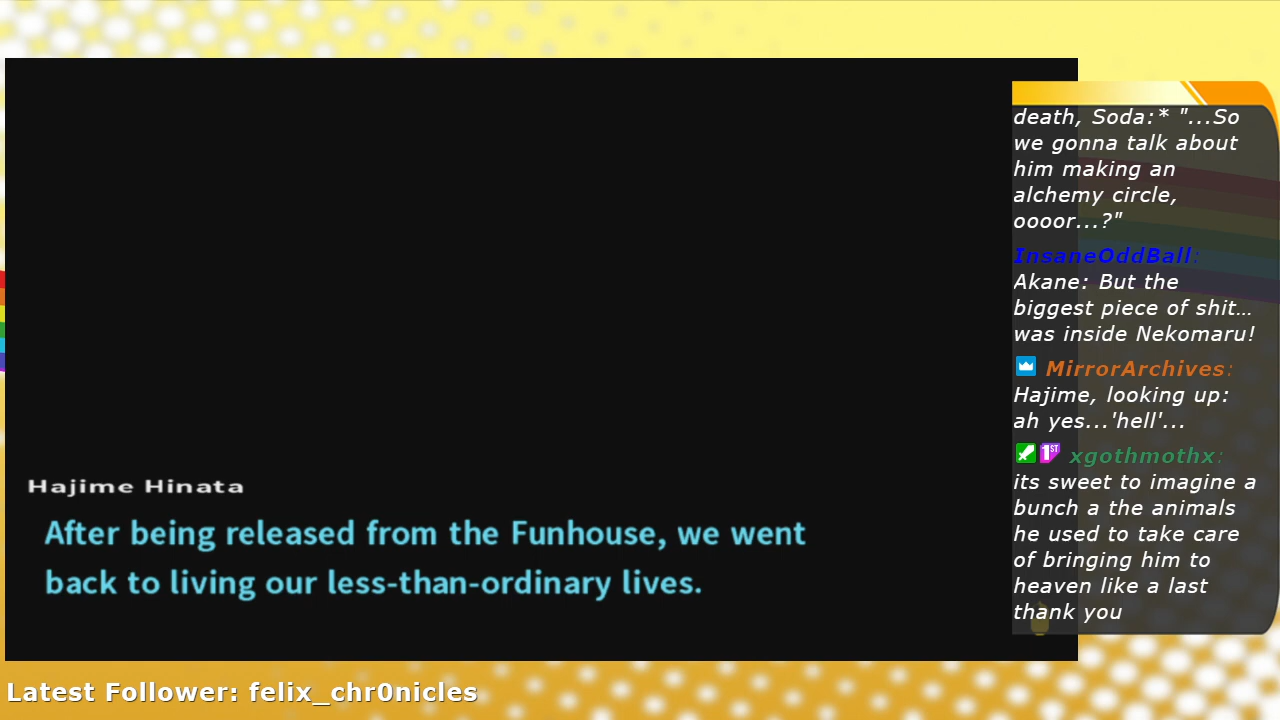 death, Soda:* "...So
we gonna talk about
him making an
alchemy circle,
oooor...?"
InsaneOddBall:
Akane: But the
biggest piece of shit...
was inside Nekomaru!
MirrorArchives:
Hajime, looking up:
ah yes...'hell'...
1ST xgothmothx:
its sweet to imagine a
bunch a the animals
he used to take care
of bringing him to
heaven like a last
thank you
Hajime Hinata
After being released from the Funhouse, we went
back to living our less-than-ordinary lives.
Latest Follower: felix_chr0nicles